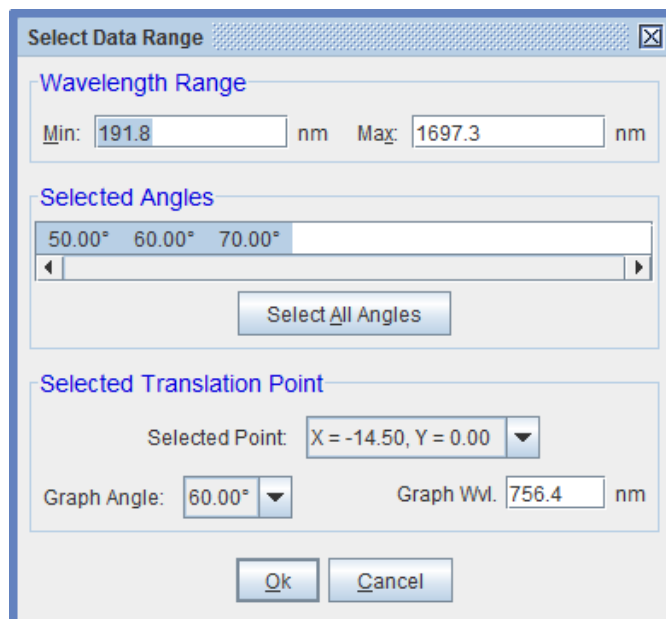 Select Data Range
Wavelength Range
Min: 191.8 nm Max: 1697.3 nm
Selected Angles
50.00° 60.00° 70.00°
Select All Angles
Selected Translation Point
Selected Point: X = -14.50, Y = 0.00
Graph Angle: 60.00° Graph Wvl. 756.4 nm
Ok Cancel